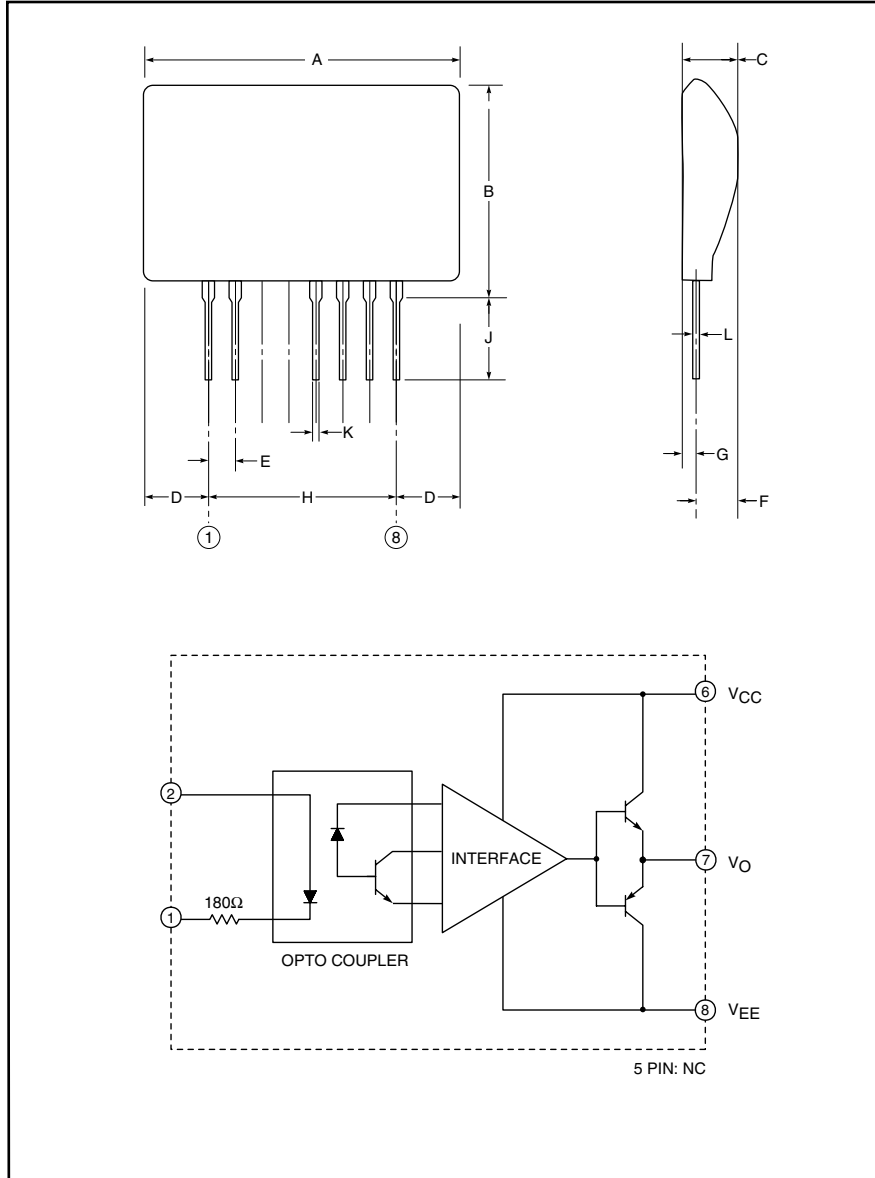 A
C
B
J
L
K
E
G
D
H
D
F
1
8
6 VCC
2
INTERFACE
7 VO
180Ω
1
OPTO COUPLER
8 VEE
5 PIN: NC